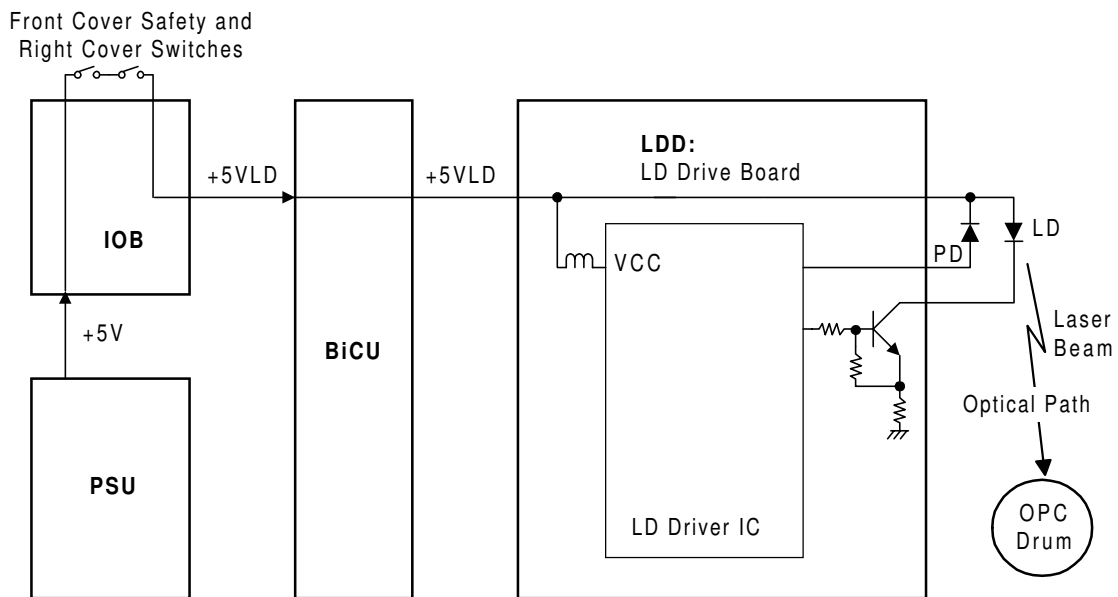 Front Cover Safety and
Right Cover Switches
+5VLD
+5VLD
LDD:
LD Drive Board
IOB
VCC
PD
LD
+5V
BiCU
Laser
Beam
Optical Path
PSU
LD Driver IC
OPC
Drum